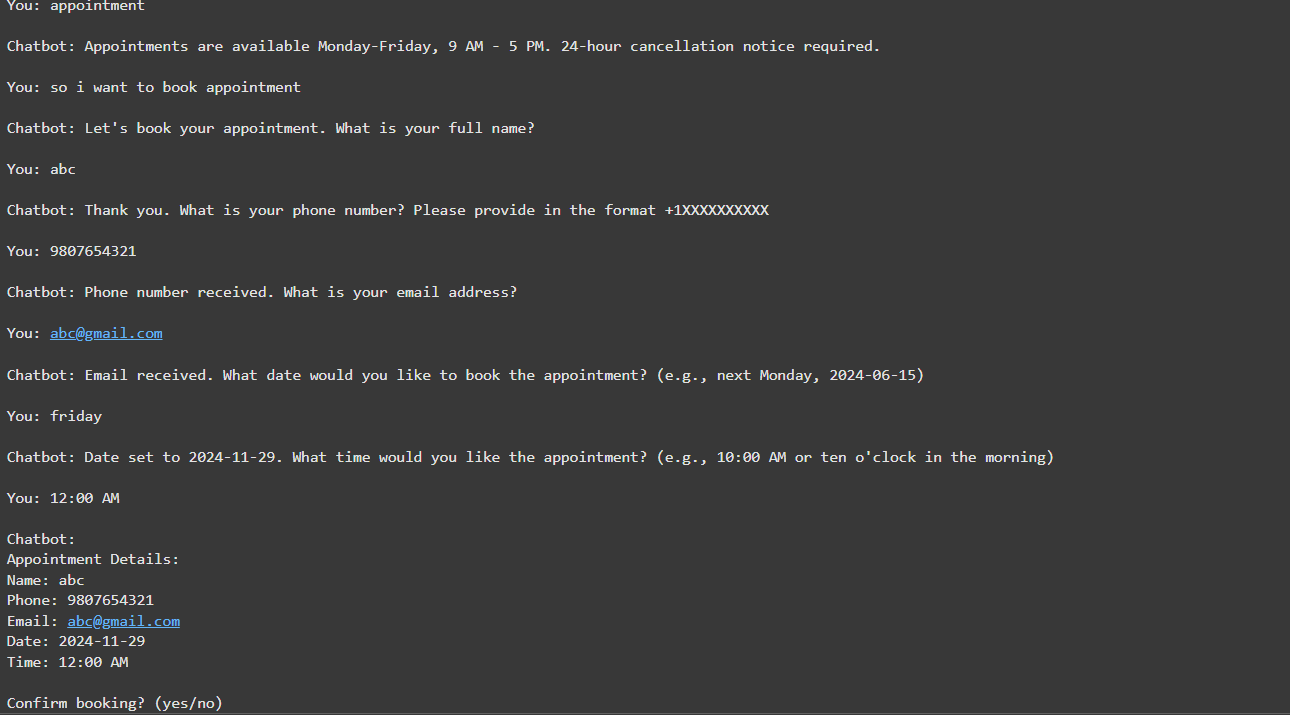 You: appointment
Chatbot: Appointments are available Monday-Friday, 9 AM - 5 PM. 24-hour cancellation notice required.
You: so i want to book appointment
Chatbot: Let's book your appointment. What is your full name?
You: abc
Chatbot: Thank you. What is your phone number? Please provide in the format +1XXXXXXXXXX
You: 9807654321
Chatbot: Phone number received. What is your email address?
You: abc@gmail.com
Chatbot: Email received. What date would you like to book the appointment? (e.g., next Monday, 2024-06-15)
You: friday
Chatbot: Date set to 2024-11-29. What time would you like the appointment? (e.g., 10:00 AM or ten o'clock in the morning)
You: 12:00 AM
Chatbot:
Appointment Details:
Name: abc
Phone: 9807654321
Email: abc@gmail.com
Date: 2024-11-29
Time: 12:00 AM
Confirm booking? (yes/no)